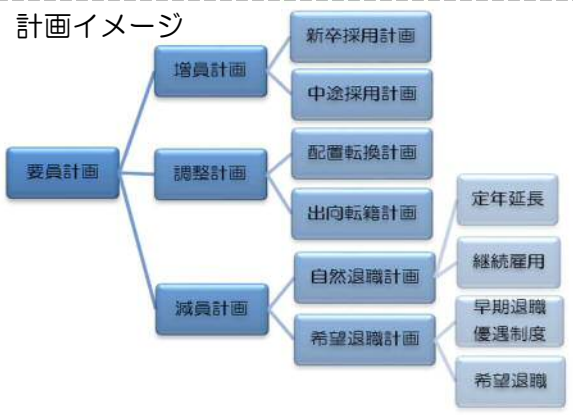 計画イメージ
要員計画
増員計画
新卒採用計画
中途採用計画
調整計画
配置転換計画
出向転籍計画
減員計画
自然退職計画
定年延長
継続雇用
希望退職計画
早期退職
優遇制度
希望退職